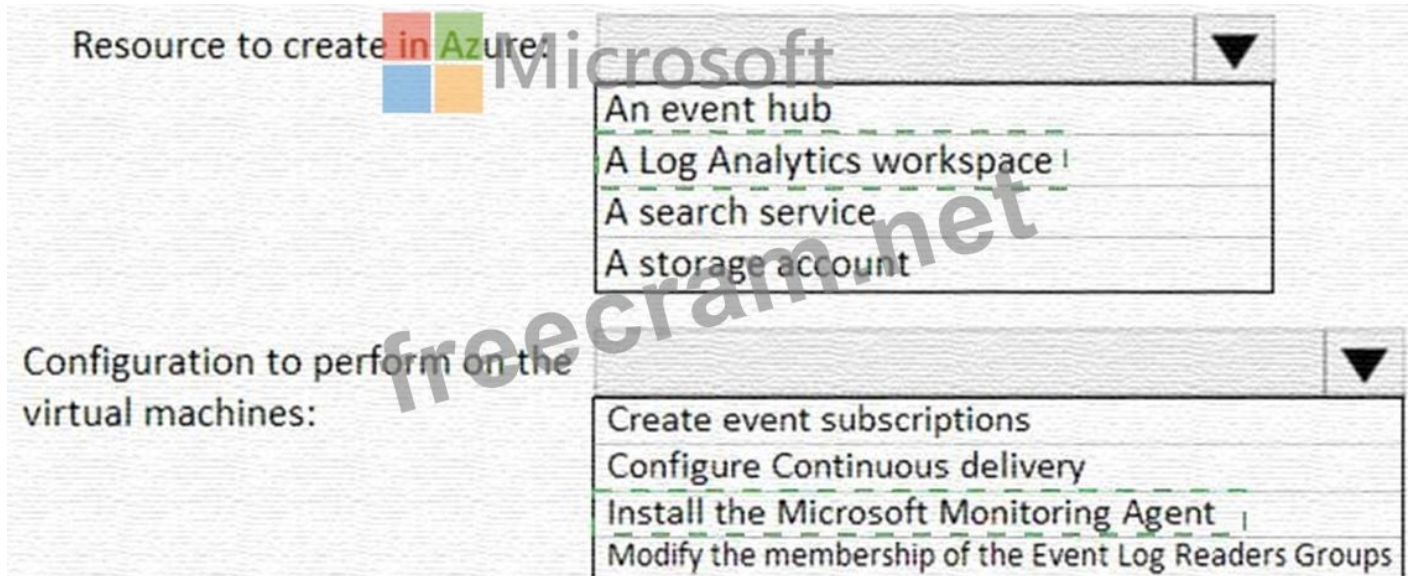 Resource to create in Azure:
Microsoft
An event hub
A Log Analytics workspace
A search service
A storage account
freecram.net
Configuration to perform on the
virtual machines:
Create event subscriptions
Configure Continuous delivery
Install the Microsoft Monitoring Agent
Modify the membership of the Event Log Readers Groups